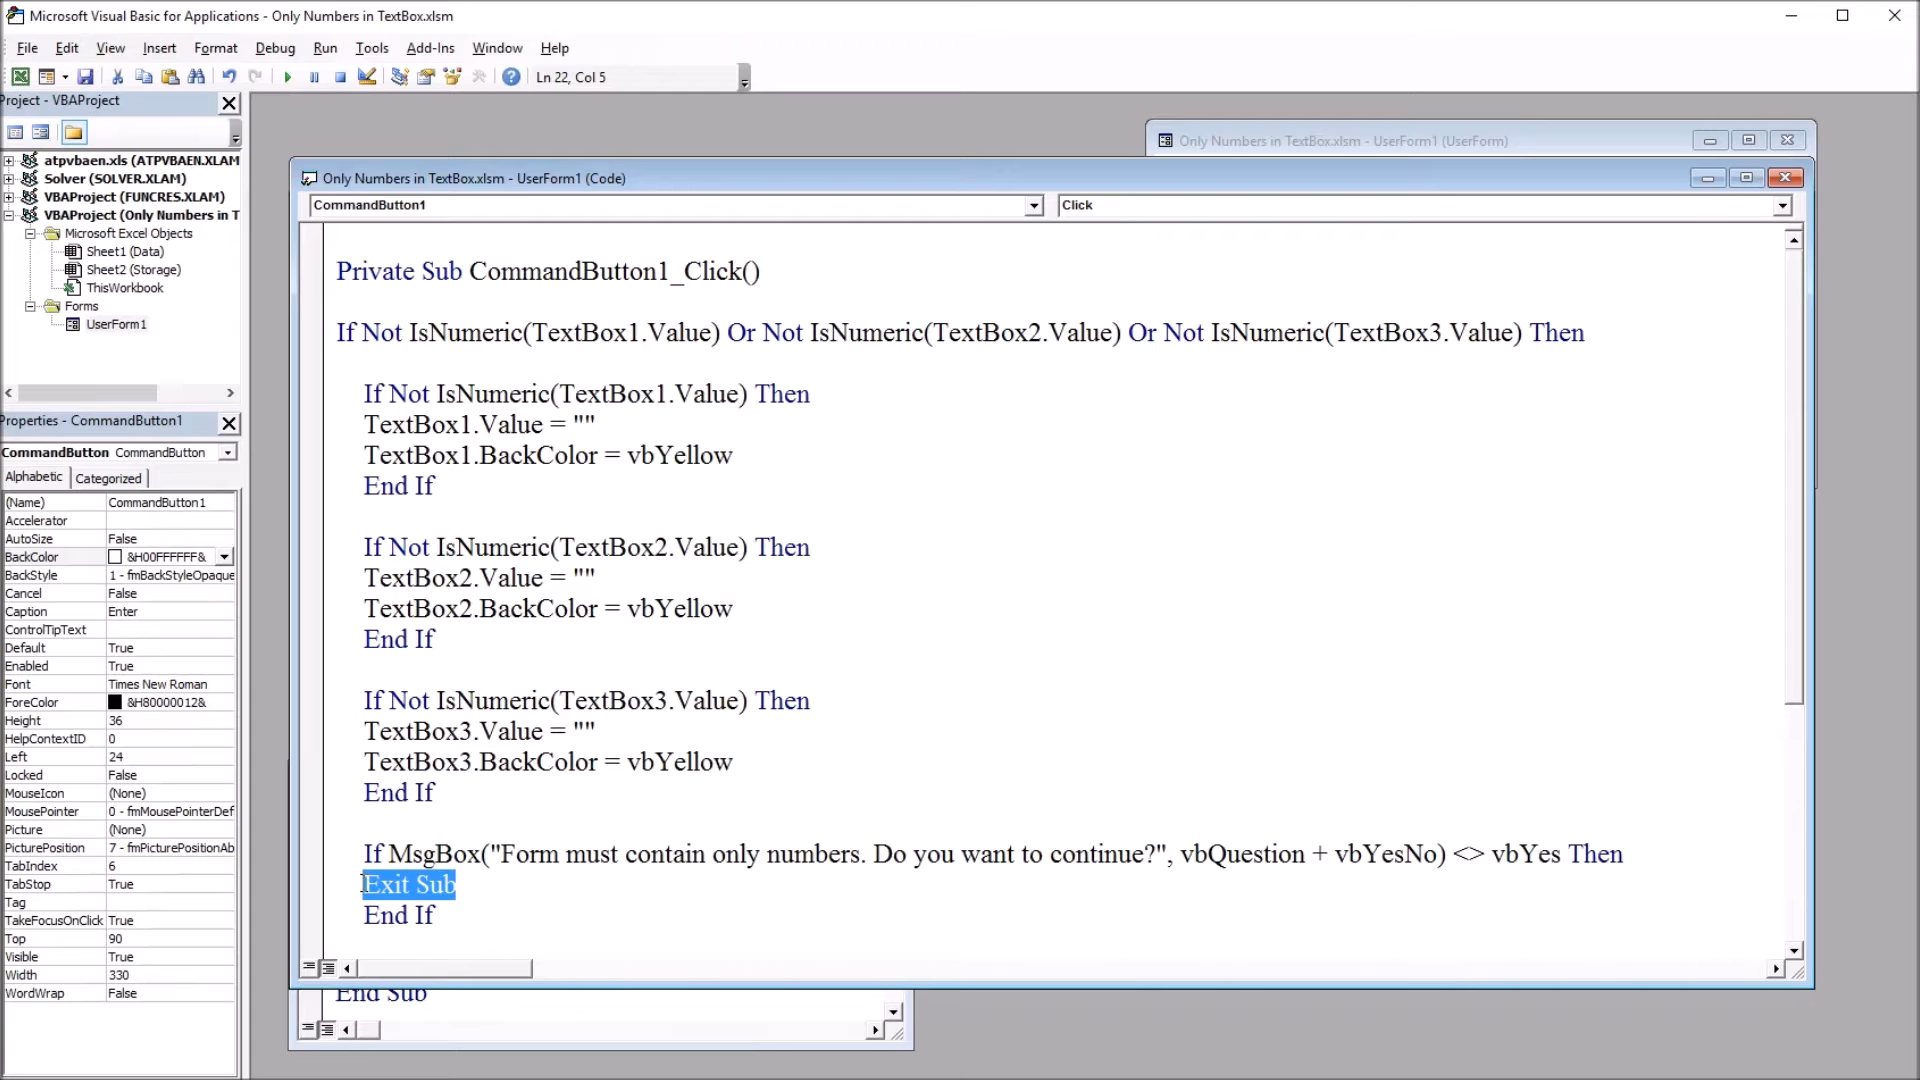 Microsoft Visual Basic for Applications - Only Numbers in TextBox.xlsm
File Edit View Insert Format Debug Run Tools Add-Ins Window Help
Ln 22, Col 5
Project - VBAProject
atpvbaen.xls (ATPVBAEN.XLAM
Solver (SOLVER.XLAM)
VBAProject (FUNCRES.XLAM)
VBAProject (Only Numbers in T
Microsoft Excel Objects
Sheet1 (Data)
Sheet2 (Storage)
ThisWorkbook
Forms
UserForm1
Properties - CommandButton1
CommandButton CommandButton
Alphabetic Categorized
(Name) CommandButton1
Accelerator
AutoSize False
BackColor &H00FFFFFF&
BackStyle 1 - fmBackStyleOpaque
Cancel False
Caption Enter
ControlTipText
Default True
Enabled True
Font Times New Roman
ForeColor &H80000012&
Height 36
HelpContextID 0
Left 24
Locked False
MouseIcon (None)
MousePointer 0 - fmMousePointerDef
Picture (None)
PicturePosition 7 - fmPicturePositionAb
TabIndex 6
TabStop True
Tag
TakeFocusOnClick True
Top 90
Visible True
Width 330
WordWrap False
Only Numbers in TextBox.xlsm - UserForm1 (UserForm)
Only Numbers in TextBox.xlsm - UserForm1 (Code)
CommandButton1 Click
Private Sub CommandButton1_Click()
If Not IsNumeric(TextBox1.Value) Or Not IsNumeric(TextBox2.Value) Or Not IsNumeric(TextBox3.Value) Then
If Not IsNumeric(TextBox1.Value) Then
TextBox1.Value = ""
TextBox1.BackColor = vbYellow
End If
If Not IsNumeric(TextBox2.Value) Then
TextBox2.Value = ""
TextBox2.BackColor = vbYellow
End If
If Not IsNumeric(TextBox3.Value) Then
TextBox3.Value = ""
TextBox3.BackColor = vbYellow
End If
If MsgBox("Form must contain only numbers. Do you want to continue?", vbQuestion + vbYesNo) <> vbYes Then
Exit Sub
End If
End Sub